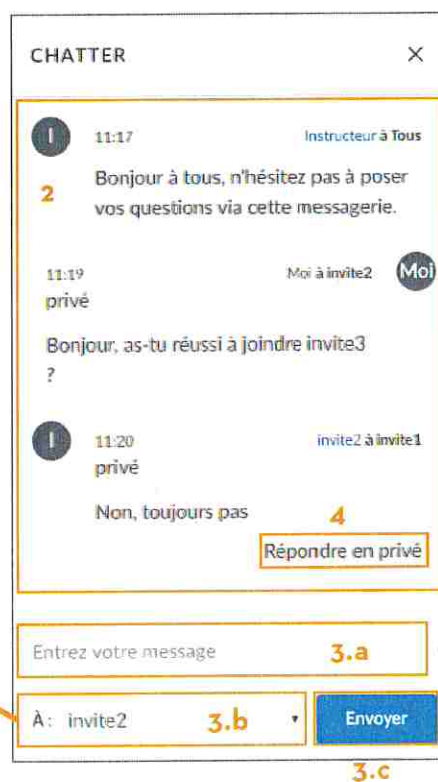 CHATTER ×
I 11:17 Instructeur à Tous
2
Bonjour à tous, n'hésitez pas à poser
vos questions via cette messagerie.
11:19 Moi à invite2 Moi
privé
Bonjour, as-tu réussi à joindre invite3
?
I 11:20 invite2 à invite1
privé
Non, toujours pas
4
Répondre en privé
Entrez votre message 3.a
À : invite2 3.b Envoyer
3.c